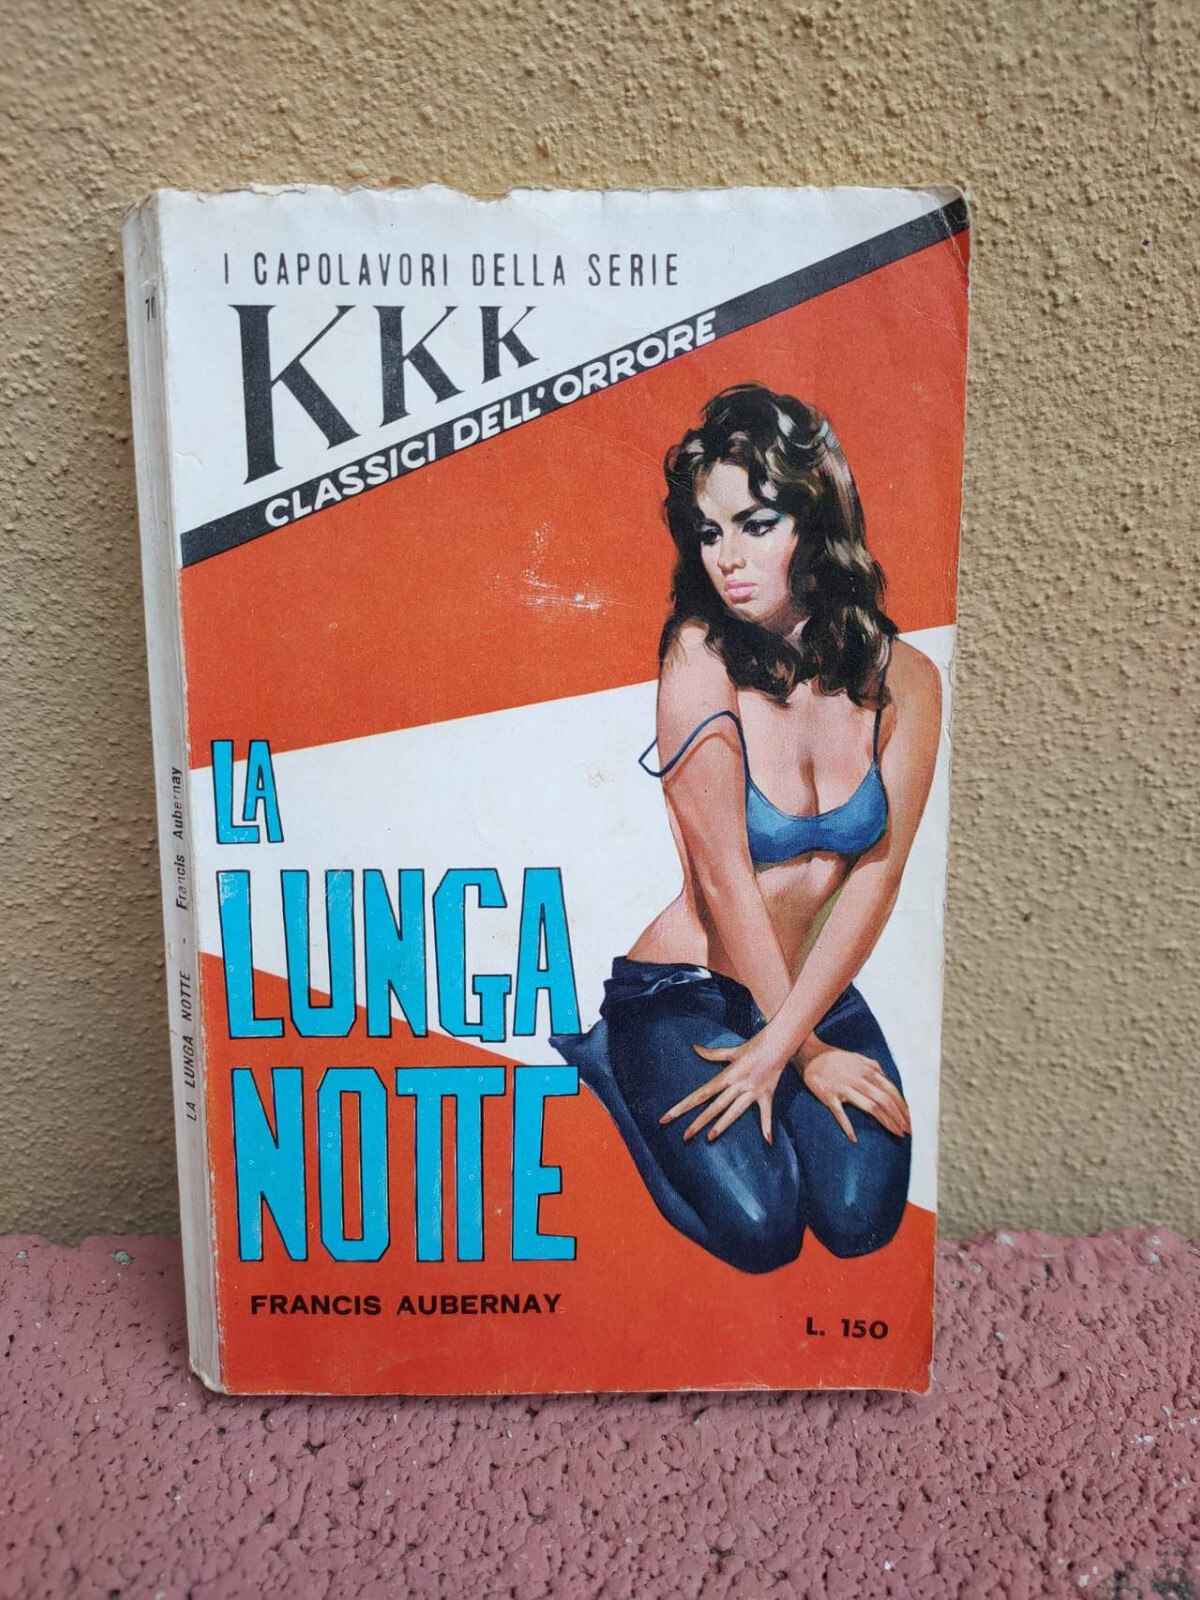 I CAPOLAVORI DELLA SERIE
KKK
CLASSICI DELL'ORRORE
LA
LUNGA
NOTTE
FRANCIS AUBERNAY
L. 150
LA LUNGA NOTTE - Francis Aubernay